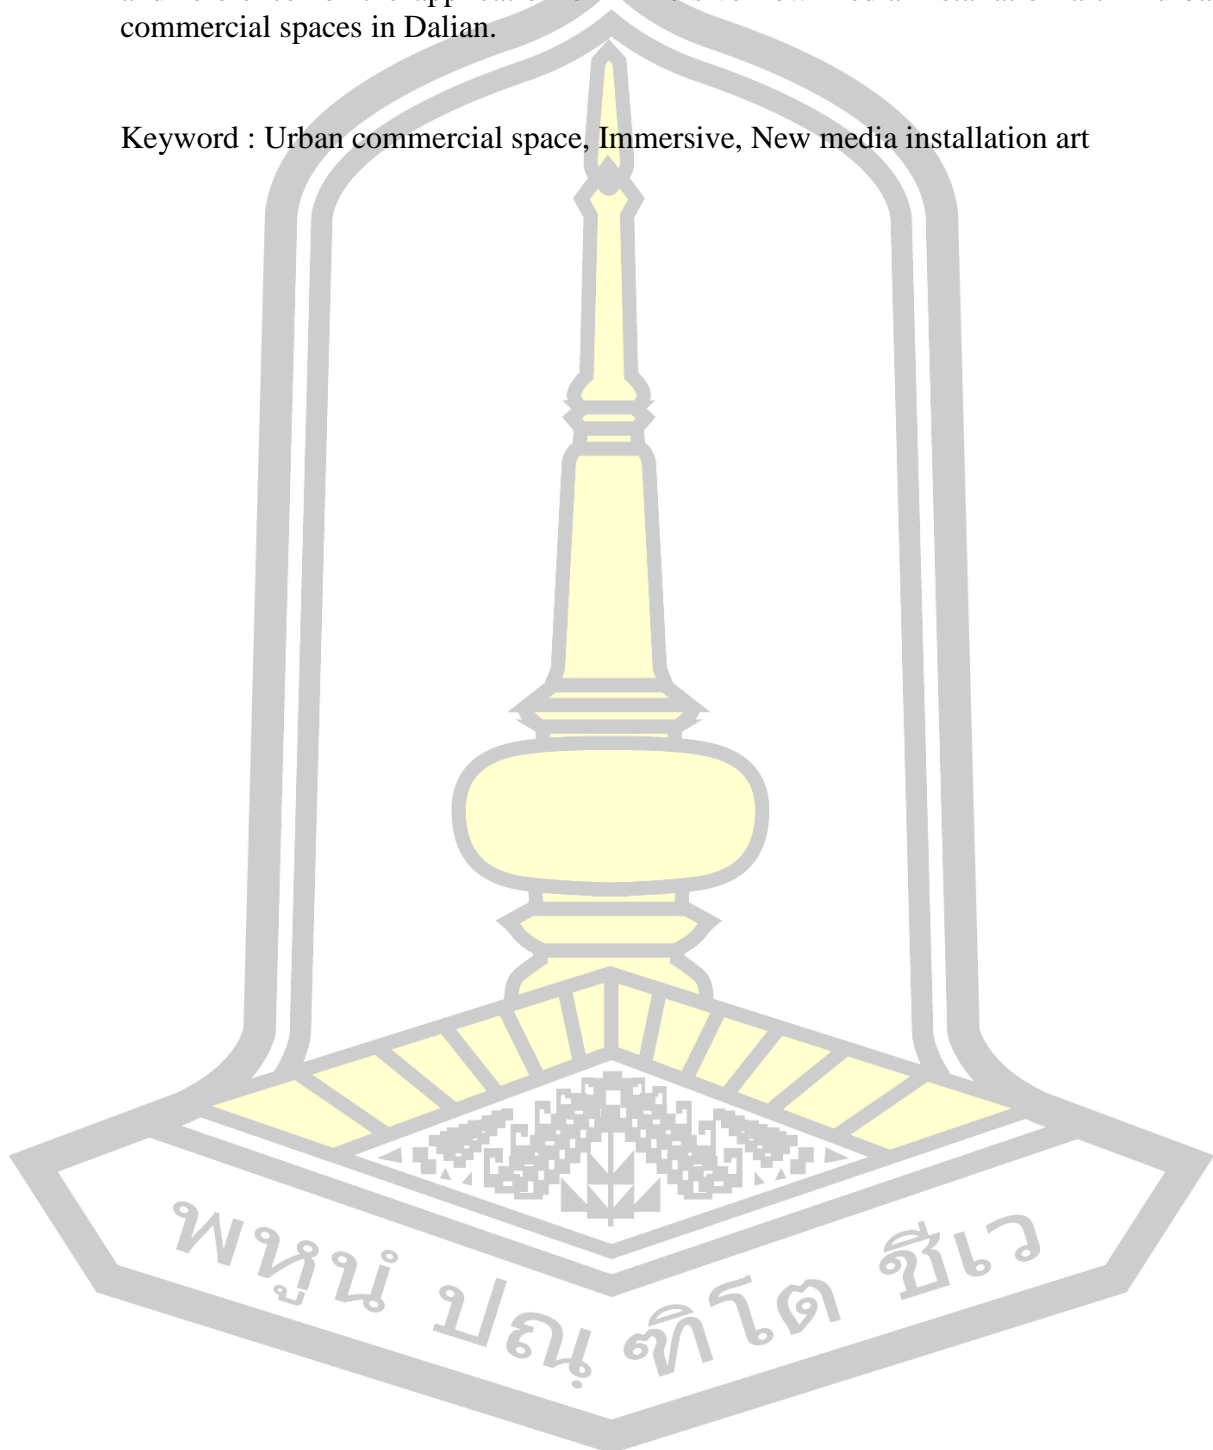 commercial spaces in Dalian.
Keyword : Urban commercial space, Immersive, New media installation art
พหูนํ ปณฺฑิโต ชีเว